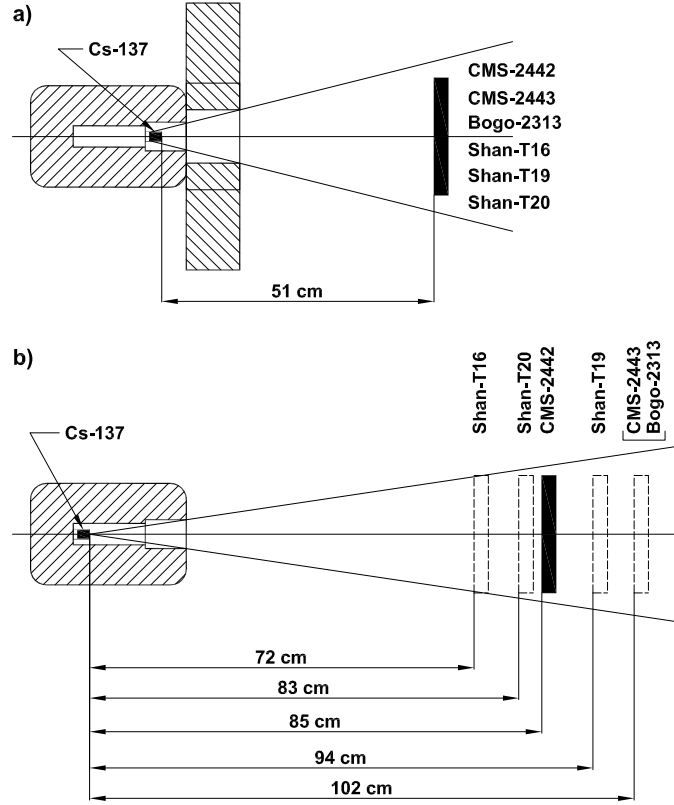 a)
Cs-137
CMS-2442
CMS-2443
Bogo-2313
Shan-T16
Shan-T19
Shan-T20
51 cm
b)
Cs-137
Shan-T16
Shan-T20
CMS-2442
Shan-T19
CMS-2443
Bogo-2313
72 cm
83 cm
85 cm
94 cm
102 cm